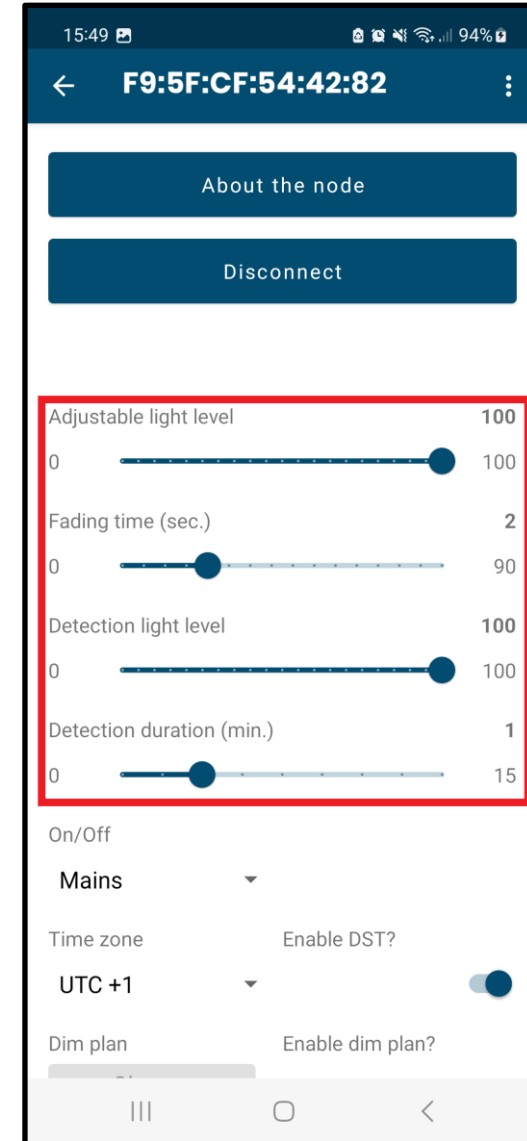 15:49 94%
F9:5F:CF:54:42:82
About the node
Disconnect
Adjustable light level 100
0 100
Fading time (sec.) 2
0 90
Detection light level 100
0 100
Detection duration (min.) 1
0 15
On/Off
Mains
Time zone Enable DST?
UTC +1
Dim plan Enable dim plan?